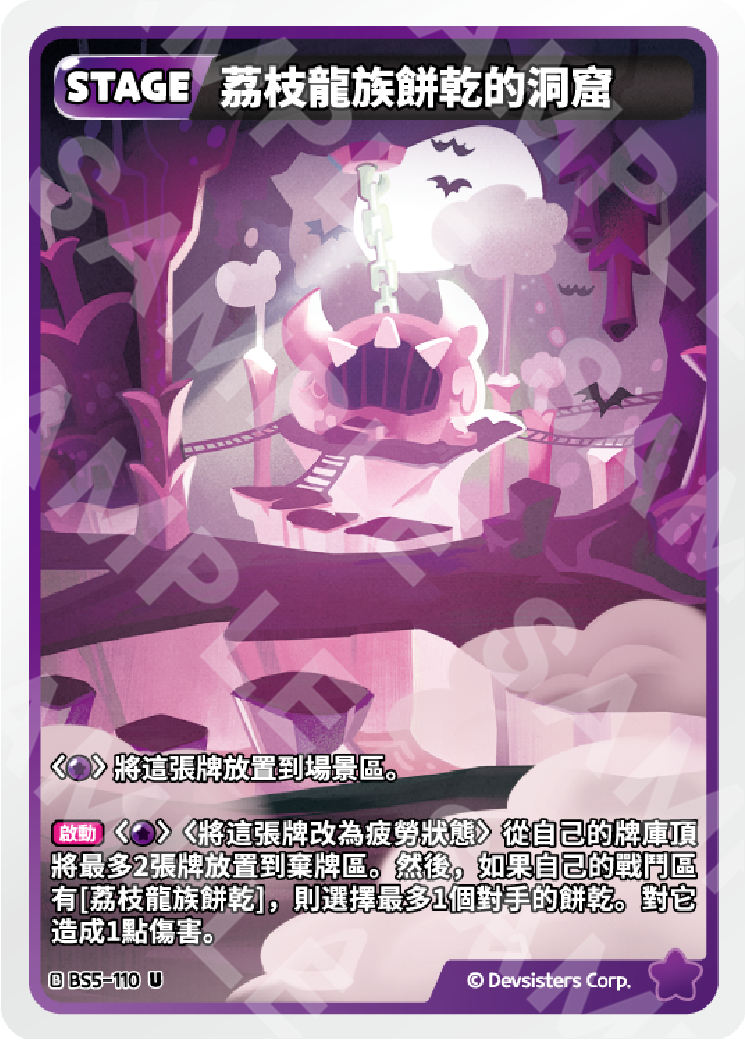 STAGE 荔枝龍族餅乾的洞窟
〈〉將這張牌放置到場景區。
啟動〈〉〈將這張牌改為疲勞狀態〉從自己的牌庫頂
將最多2張牌放置到棄牌區。然後，如果自己的戰鬥區
有[荔枝龍族餅乾]，則選擇最多1個對手的餅乾。對它
造成1點傷害。
B BS5-110 U © Devsisters Corp.
SAMPLE
SAMPLE
SAMPLE
SAMPLE